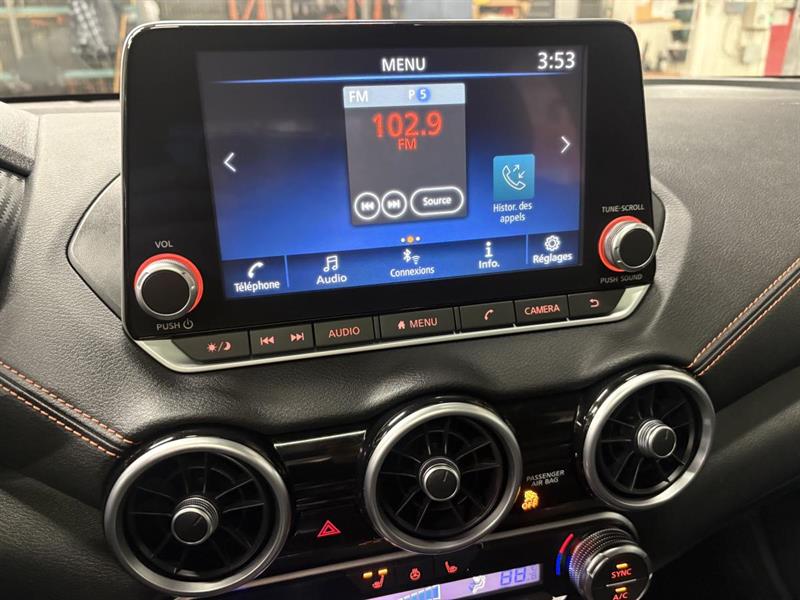 MENU
3:53
FM P 5
102.9
FM
Source
Histor. des
appels
Téléphone
Audio
Connexions
Info.
Réglages
VOL
PUSH
TUNE-SCROLL
PUSH SOUND
AUDIO
MENU
CAMERA
PASSENGER
AIR BAG
OFF
SYNC
A/C